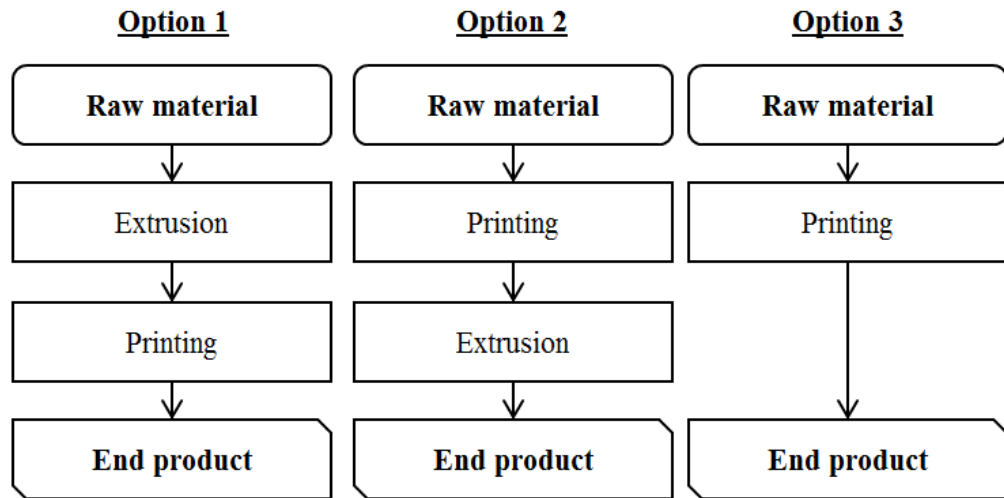 Option 1
Option 2
Option 3
Raw material
Raw material
Raw material
Extrusion
Printing
Printing
Printing
Extrusion
End product
End product
End product